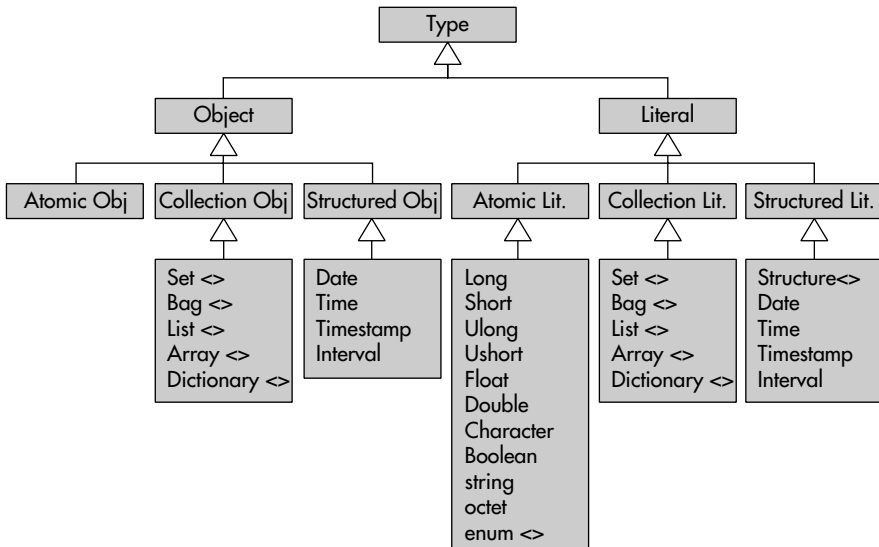 Type
Object
Literal
Atomic Obj
Collection Obj
Structured Obj
Atomic Lit.
Collection Lit.
Structured Lit.
Set <>
Bag <>
List <>
Array <>
Dictionary <>
Date
Time
Timestamp
Interval
Long
Short
Ulong
Ushort
Float
Double
Character
Boolean
string
octet
enum <>
Set <>
Bag <>
List <>
Array <>
Dictionary <>
Structure<>
Date
Time
Timestamp
Interval